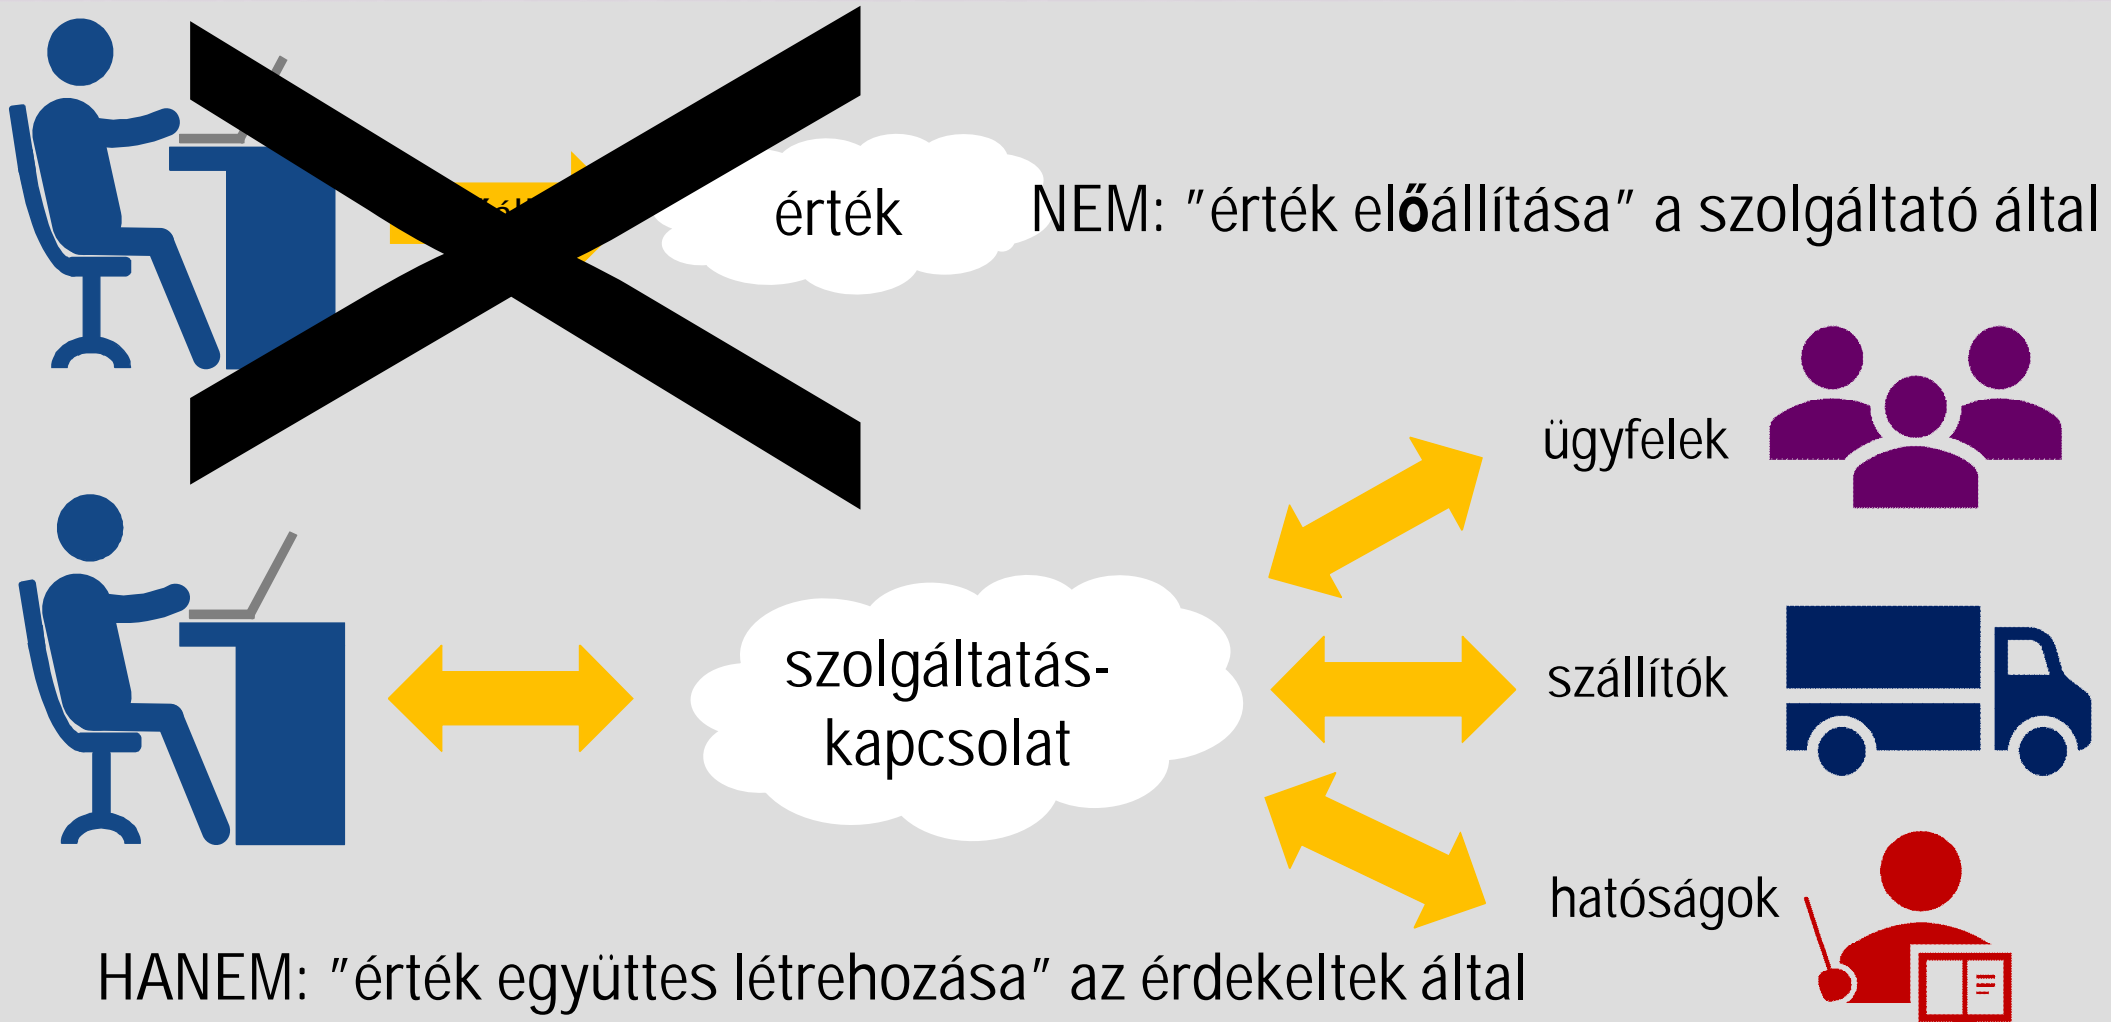 érték
NEM: "érték előállítása" a szolgáltató által
ügyfelek
szolgáltatás-
kapcsolat
szállítók
hatóságok
HANEM: "érték együttes létrehozása" az érdekeltek által